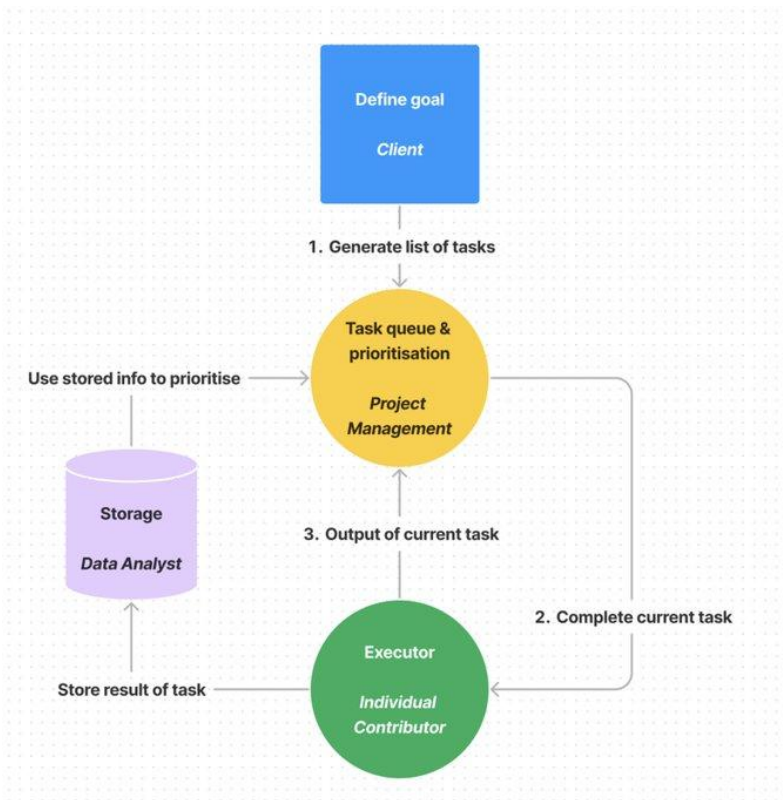 Define goal
Client
1. Generate list of tasks
Task queue &
prioritisation
Project
Management
Use stored info to prioritise
Storage
Data Analyst
3. Output of current task
2. Complete current task
Executor
Individual
Contributor
Store result of task